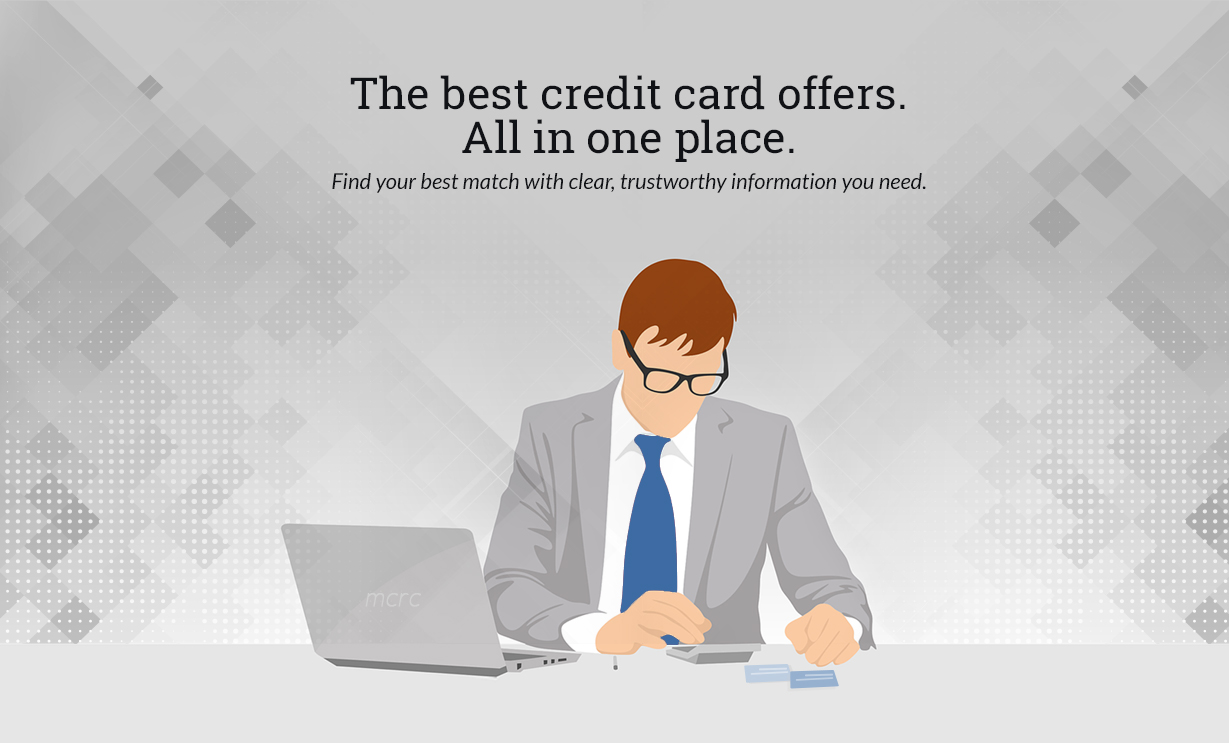 The best credit card offers.
All in one place.
Find your best match with clear, trustworthy information you need.
mcrc